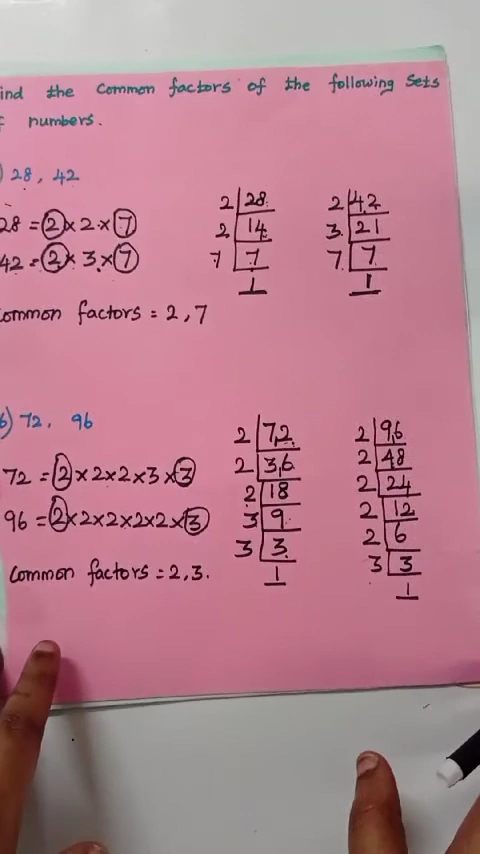 ind the common factors of the following sets
f numbers.
) 28, 42
28 = 2 × 2 × 7
42 = 2 × 3 × 7
2 | 28
2 | 14
7 | 7
1
2 | 42
3 | 21
7 | 7
1
ommon factors = 2, 7
b) 72, 96
72 = 2 × 2 × 2 × 3 × 3
96 = 2 × 2 × 2 × 2 × 2 × 3
2 | 72
2 | 36
2 | 18
3 | 9
3 | 3
1
2 | 96
2 | 48
2 | 24
2 | 12
2 | 6
3 | 3
1
Common factors = 2, 3.